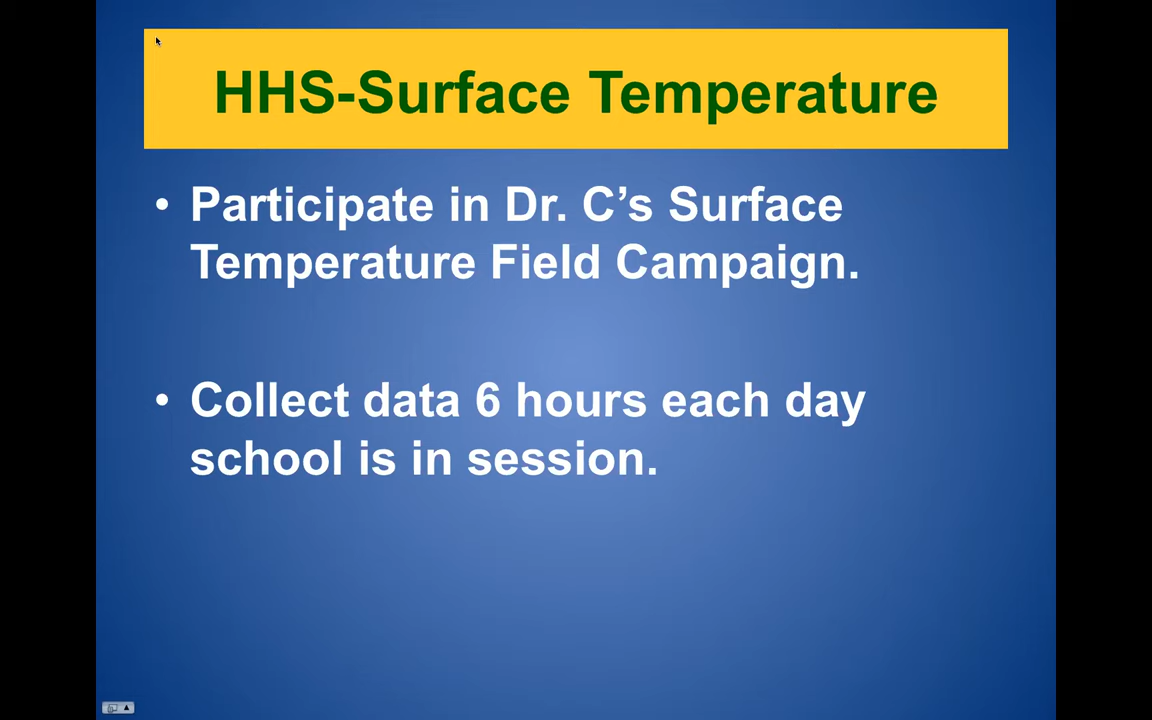 HHS-Surface Temperature
• Participate in Dr. C’s Surface
Temperature Field Campaign.
• Collect data 6 hours each day
school is in session.